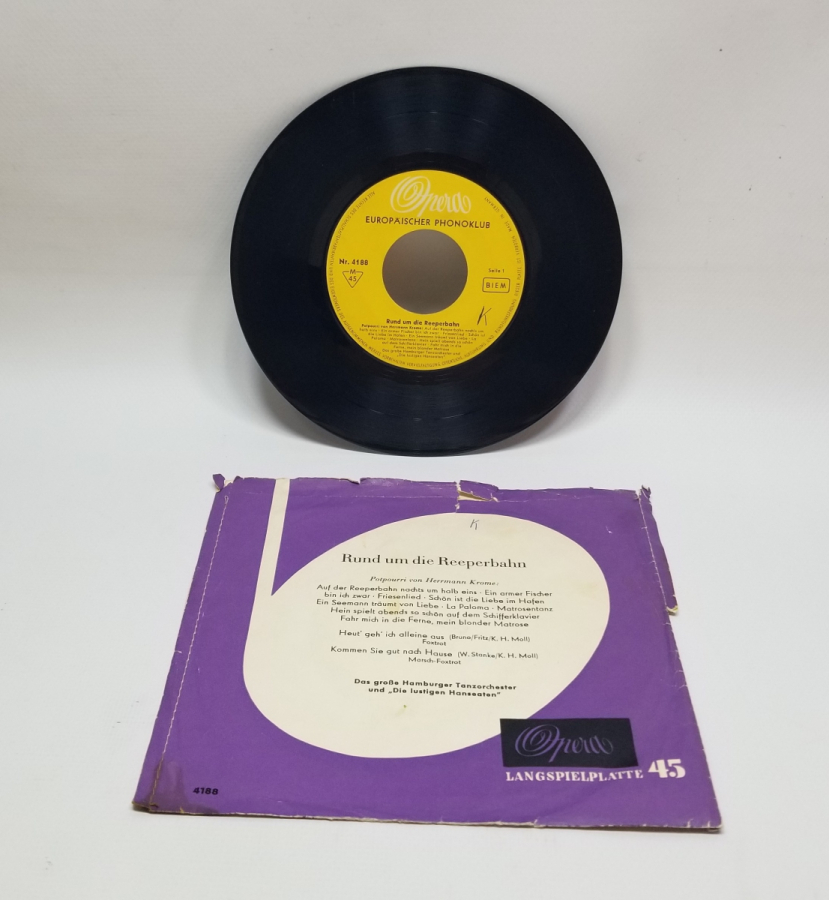 Opera
EUROPÄISCHER PHONOKLUB
Nr. 4188
M
45
Seite 1
BIEM
K
Rund um die Reeperbahn
Potpourri von Herrmann Krome:
K
Rund um die Reeperbahn
Potpourri von Herrmann Krome:
Auf der Reeperbahn nachts um halb eins · Ein armer Fischer
bin ich zwar · Friesenlied · Schön ist die Liebe im Hafen
Ein Seemann träumt von Liebe · La Paloma · Matrosentanz
Hein spielt abends so schön auf dem Schifferklavier
Fahr mich in die Ferne, mein blonder Matrose
Heut' geh' ich alleine aus (Brune/Fritz/K. H. Moll)
Foxtrot
Kommen Sie gut nach Hause (W. Stanke/K. H. Moll)
Marsch-Foxtrot
Das große Hamburger Tanzorchester
und „Die lustigen Hanseaten"
Opera
LANGSPIELPLATTE 45
4188